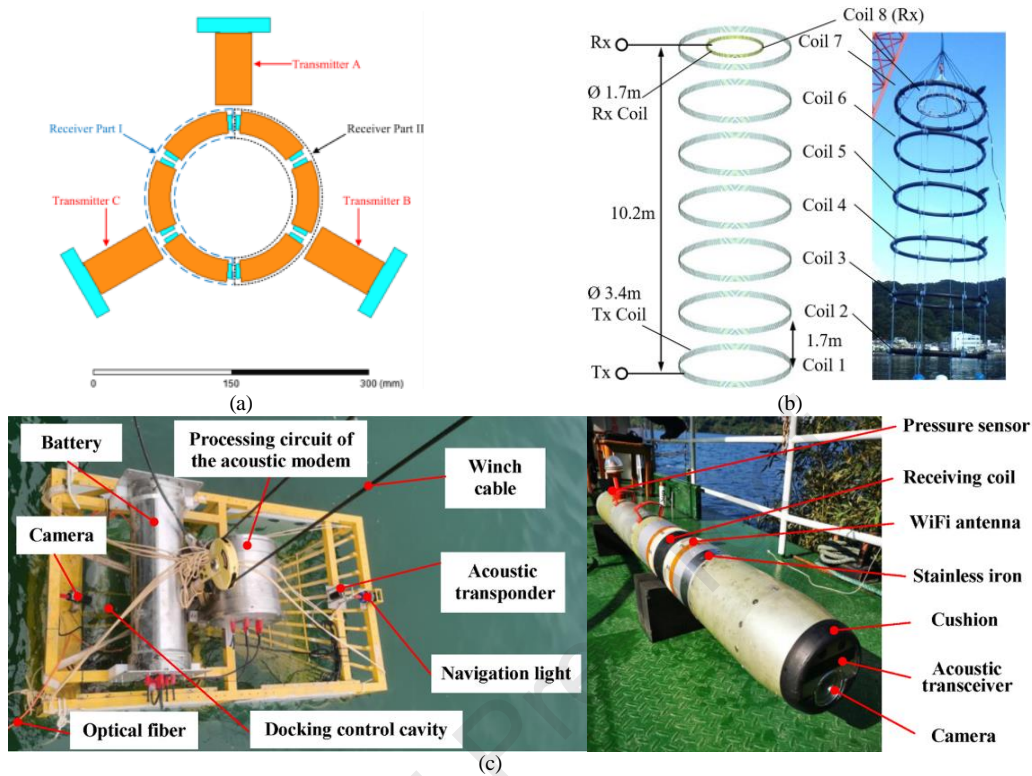 Transmitter A
Receiver Part I
Receiver Part II
Transmitter C
Transmitter B
0
150
300 (mm)
(a)
Coil 8 (Rx)
Rx
Coil 7
Ø 1.7m
Rx Coil
Coil 6
Coil 5
10.2m
Coil 4
Coil 3
Ø 3.4m
Tx Coil
Coil 2
1.7m
Tx
Coil 1
(b)
Battery
Processing circuit of
the acoustic modem
Winch
cable
Camera
Acoustic
transponder
Navigation light
Optical fiber
Docking control cavity
Pressure sensor
Receiving coil
WiFi antenna
Stainless iron
Cushion
Acoustic
transceiver
Camera
(c)